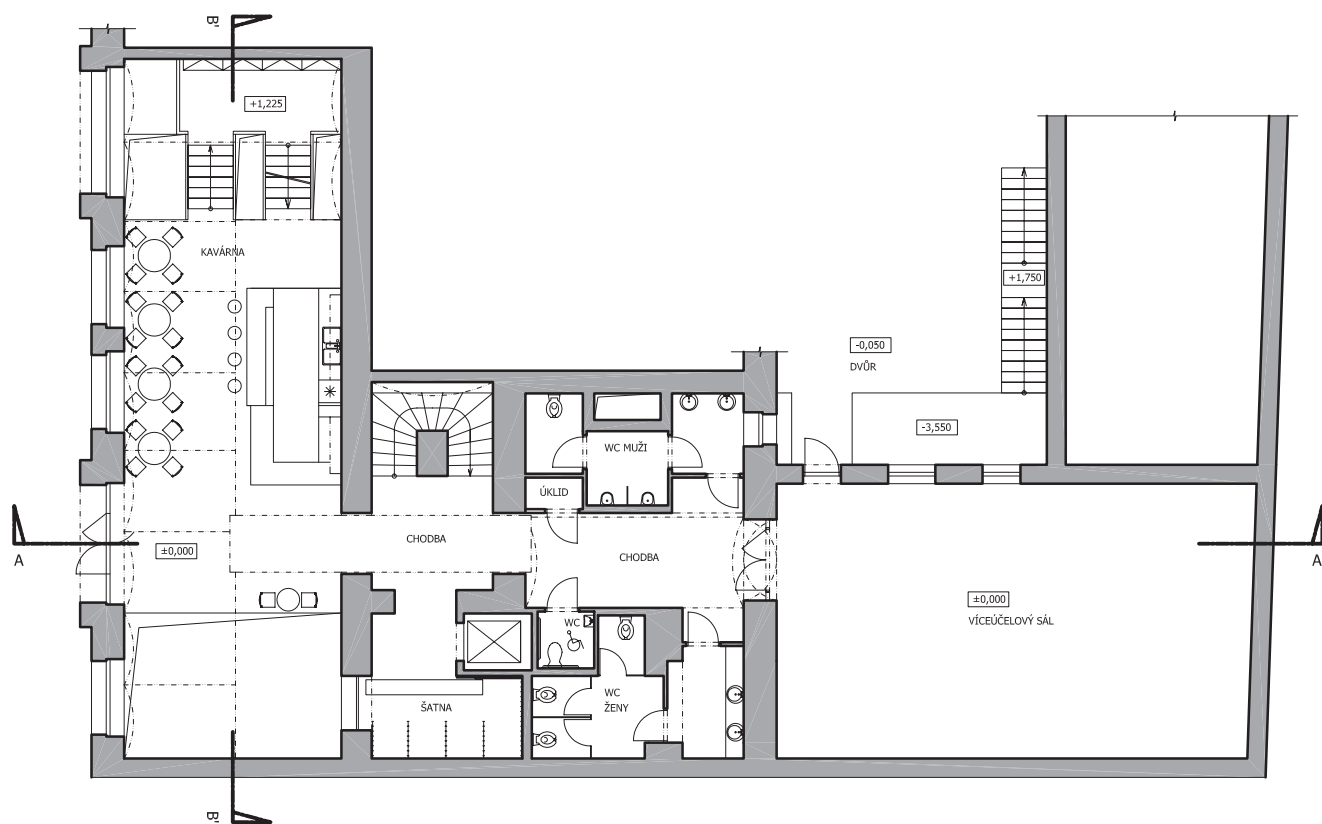 B'
+1,225
KAVÁRNA
+1,750
-0,050
DVŮR
-3,550
WC MUŽI
ÚKLID
CHODBA
±0,000
CHODBA
A
A'
±0,000
VÍCEÚČELOVÝ SÁL
WC
WC
ŽENY
ŠATNA
B'